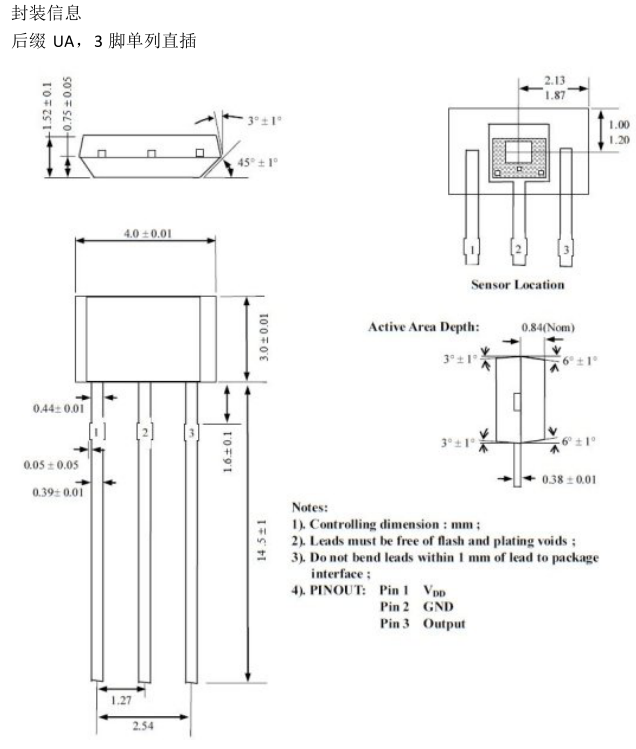 封装信息
后缀 UA，3 脚单列直插
1.52 ± 0.1
0.75 ± 0.05
3° ± 1°
45° ± 1°
2.13
1.87
1.00
1.20
1
2
3
Sensor Location
4.0 ± 0.01
3.0 ± 0.01
Active Area Depth:
0.84(Nom)
3° ± 1°
6° ± 1°
3° ± 1°
6° ± 1°
0.38 ± 0.01
0.44± 0.01
1
2
3
1.6 ± 0.1
0.05 ± 0.05
0.39± 0.01
14 .5 ± 1
1.27
2.54
Notes:
1). Controlling dimension : mm ;
2). Leads must be free of flash and plating voids ;
3). Do not bend leads within 1 mm of lead to package
interface ;
4). PINOUT: Pin 1 VDD
Pin 2 GND
Pin 3 Output